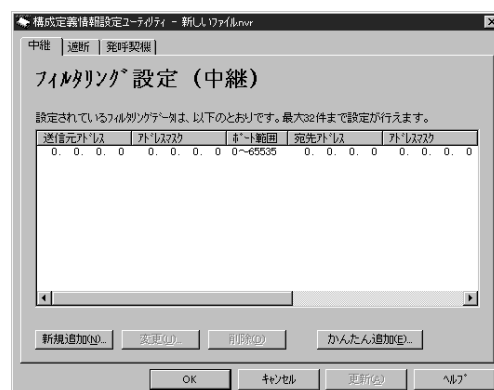 構成定義情報設定ユーティリティ - 新しいファイル.nvr
中継 遮断 発呼契機
フィルタリング設定（中継）
設定されているフィルタリングデータは、以下のとおりです。最大32件まで設定が行えます。
送信元アドレス アドレスマスク ポート範囲 宛先アドレス アドレスマスク
0. 0. 0. 0 0. 0. 0. 0 0～65535 0. 0. 0. 0 0. 0. 0. 0
新規追加(N)... 変更(U)... 削除(D) かんたん追加(E)...
OK キャンセル 更新(A) ヘルプ